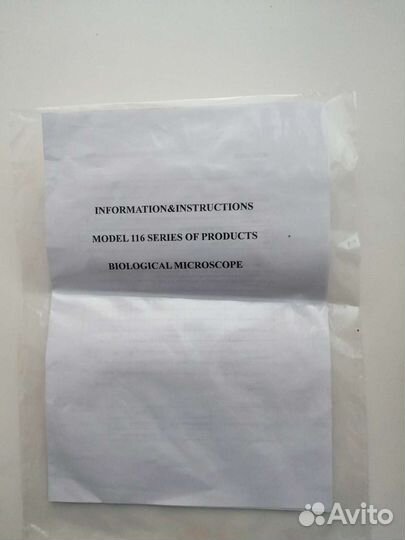 INFORMATION&INSTRUCTIONS
MODEL 116 SERIES OF PRODUCTS
BIOLOGICAL MICROSCOPE
Avito